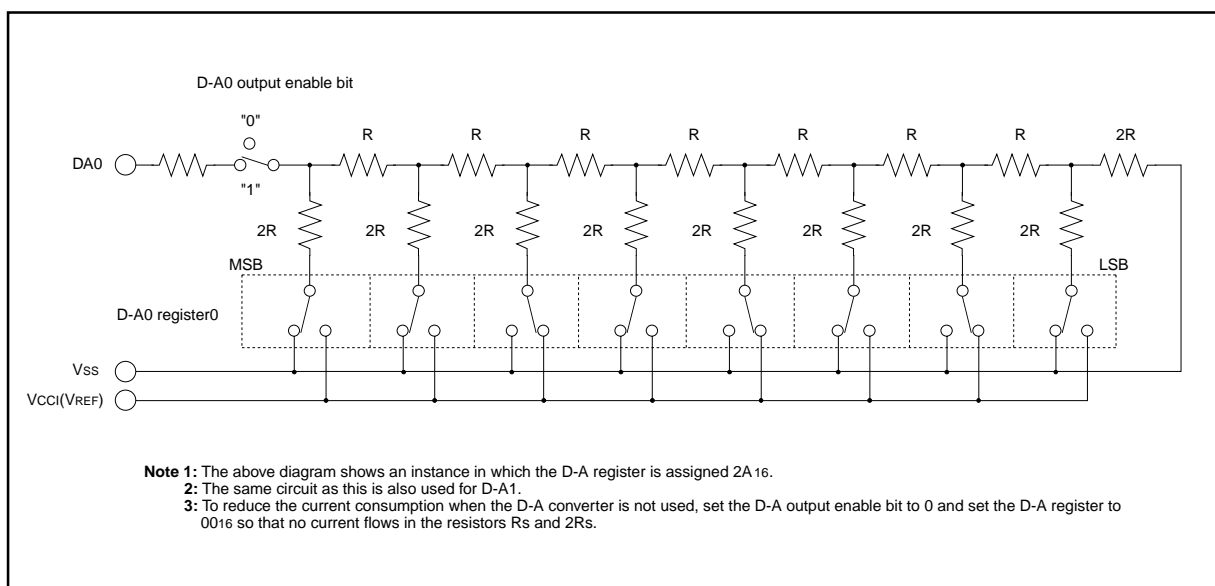 D-A0 output enable bit
"0"
R R R R R R R 2R
DA0
"1"
2R 2R 2R 2R 2R 2R 2R 2R
MSB LSB
D-A0 register0
VSS
VCCI(VREF)
Note 1: The above diagram shows an instance in which the D-A register is assigned 2A16.
2: The same circuit as this is also used for D-A1.
3: To reduce the current consumption when the D-A converter is not used, set the D-A output enable bit to 0 and set the D-A register to
0016 so that no current flows in the resistors Rs and 2Rs.